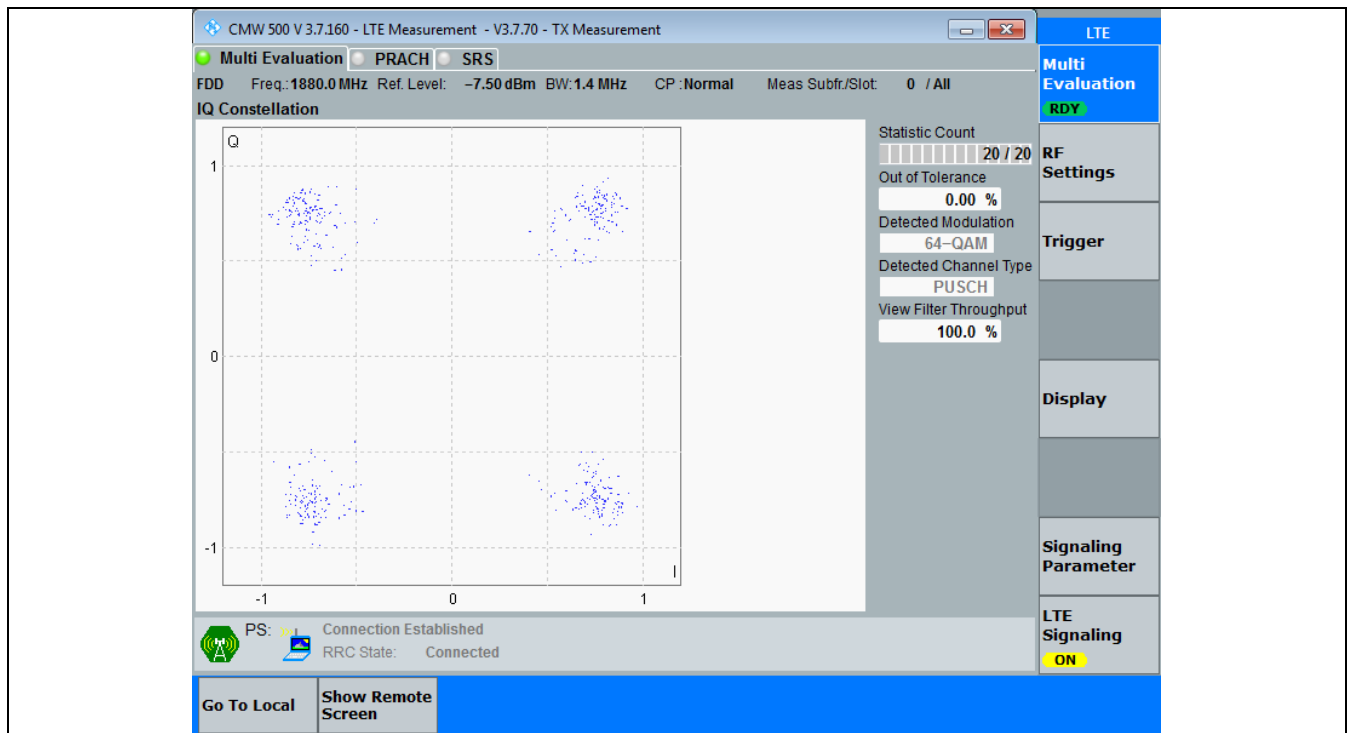 CMW 500 V 3.7.160 - LTE Measurement - V3.7.70 - TX Measurement
LTE
Multi Evaluation PRACH SRS
Multi
Evaluation
RDY
FDD Freq.:1880.0 MHz Ref. Level: −7.50 dBm BW:1.4 MHz CP :Normal Meas Subfr./Slot: 0 / All
IQ Constellation
Q
1
0
-1
I
-1 0 1
Statistic Count
20 / 20
Out of Tolerance
0.00 %
Detected Modulation
64−QAM
Detected Channel Type
PUSCH
View Filter Throughput
100.0 %
RF
Settings
Trigger
Display
Signaling
Parameter
LTE
Signaling
ON
PS: Connection Established
RRC State: Connected
Go To Local
Show Remote
Screen